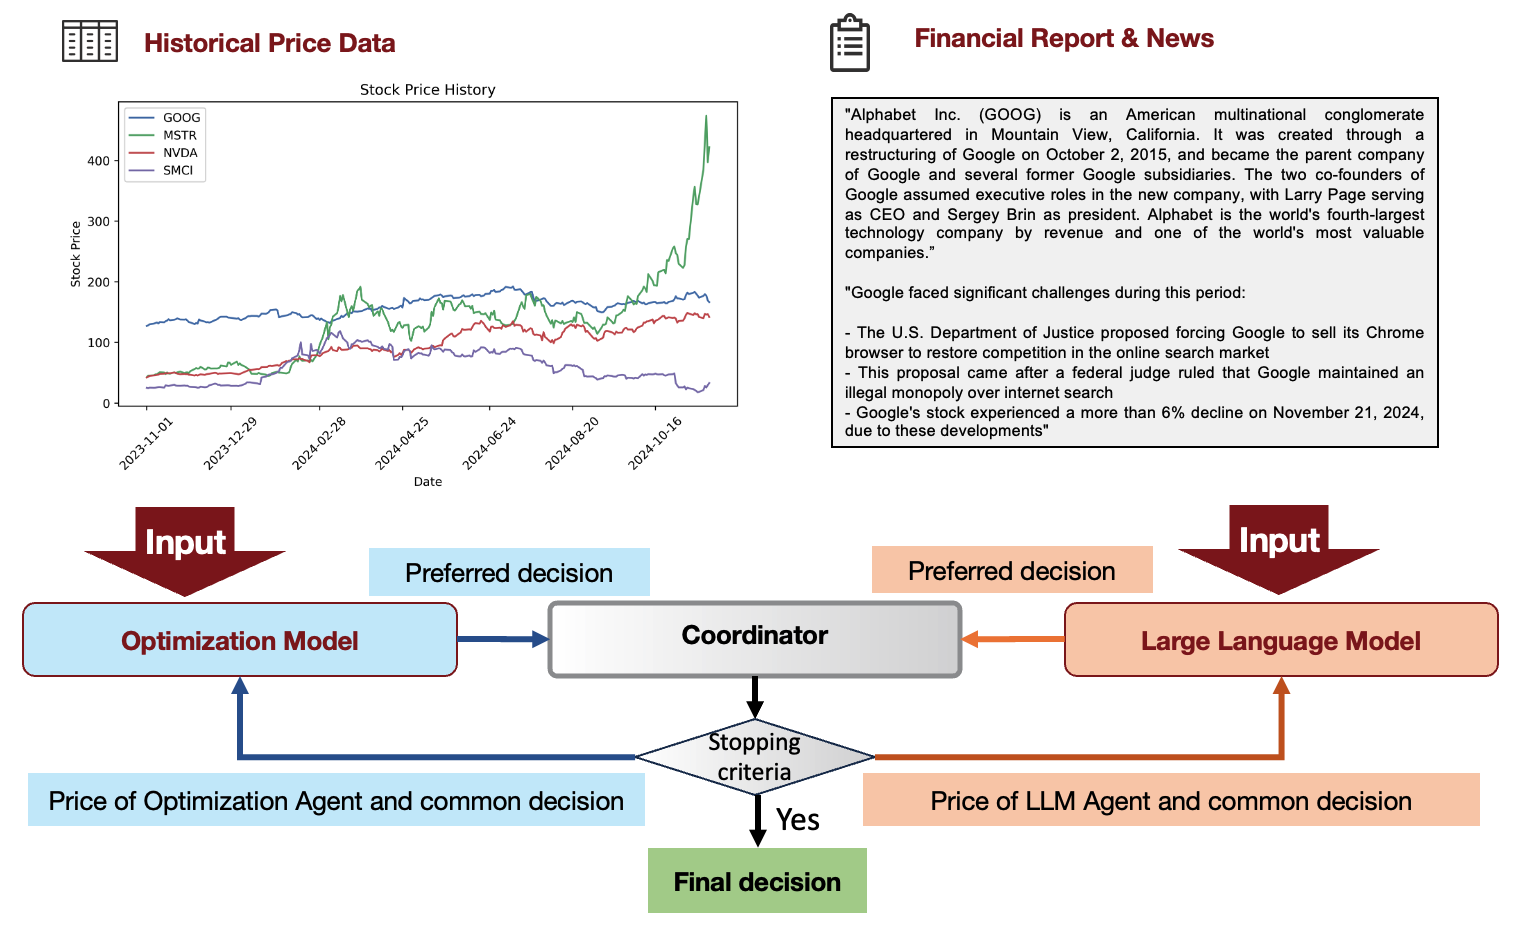 Historical Price Data
Stock Price History
GOOG
MSTR
NVDA
SMCI
Stock Price
400
300
200
100
0
2023-11-01
2023-12-29
2024-02-28
2024-04-25
2024-06-24
2024-08-20
2024-10-16
Date
Financial Report & News
"Alphabet Inc. (GOOG) is an American multinational conglomerate
headquartered in Mountain View, California. It was created through a
restructuring of Google on October 2, 2015, and became the parent company
of Google and several former Google subsidiaries. The two co-founders of
Google assumed executive roles in the new company, with Larry Page serving
as CEO and Sergey Brin as president. Alphabet is the world's fourth-largest
technology company by revenue and one of the world's most valuable
companies.”
"Google faced significant challenges during this period:
- The U.S. Department of Justice proposed forcing Google to sell its Chrome
browser to restore competition in the online search market
- This proposal came after a federal judge ruled that Google maintained an
illegal monopoly over internet search
- Google's stock experienced a more than 6% decline on November 21, 2024,
due to these developments"
Input
Input
Preferred decision
Preferred decision
Optimization Model
Coordinator
Large Language Model
Stopping
criteria
Price of Optimization Agent and common decision
Price of LLM Agent and common decision
Yes
Final decision